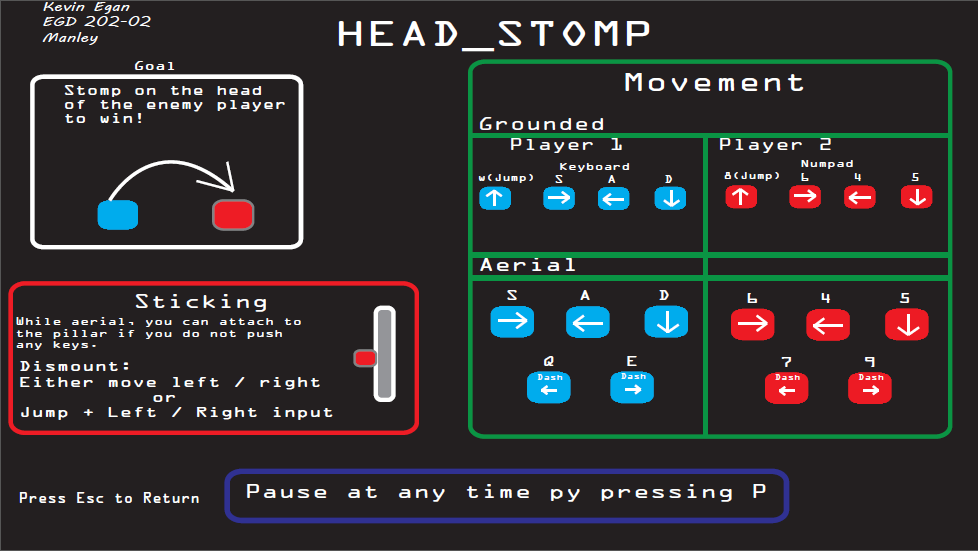 Kevin Egan
EGD 202-02
Manley
HEAD_STOMP
Goal
Stomp on the head
of the enemy player
to win!
Movement
Grounded
Player 1
Keyboard
w(Jump) S A D
Player 2
Numpad
8(Jump) 6 4 5
Aerial
S A D
Q E
Dash Dash
6 4 5
7 9
Dash Dash
Sticking
While aerial, you can attach to
the pillar if you do not push
any keys.
Dismount:
Either move left / right
or
Jump + Left / Right input
Press Esc to Return
Pause at any time py pressing P